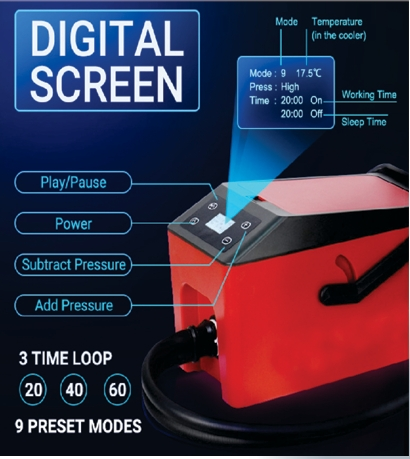 DIGITAL
SCREEN
Mode
Temperature
(in the cooler)
Mode : 9 17.5℃
Press : High
Time : 20:00 On
20:00 Off
Working Time
Sleep Time
Play/Pause
Power
Subtract Pressure
Add Pressure
3 TIME LOOP
20 40 60
9 PRESET MODES